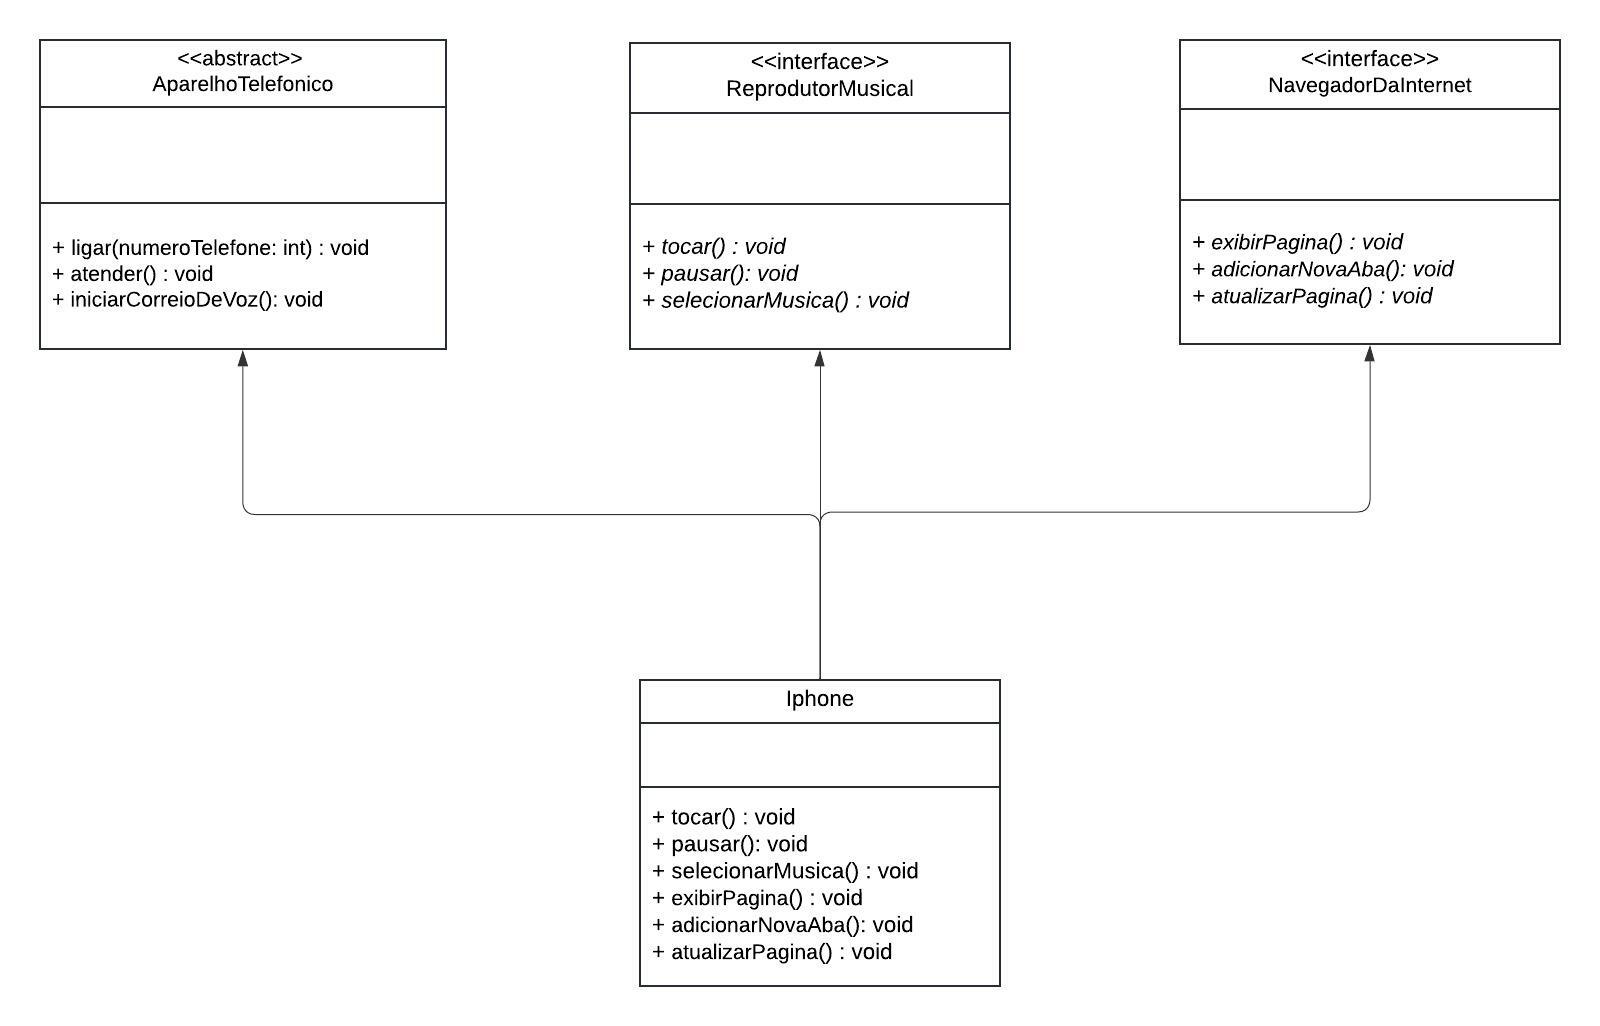 <<abstract>>
AparelhoTelefonico
+ ligar(numeroTelefone: int) : void
+ atender() : void
+ iniciarCorreioDeVoz(): void
<<interface>>
ReprodutorMusical
+ tocar() : void
+ pausar(): void
+ selecionarMusica() : void
<<interface>>
NavegadorDaInternet
+ exibirPagina() : void
+ adicionarNovaAba(): void
+ atualizarPagina() : void
Iphone
+ tocar() : void
+ pausar(): void
+ selecionarMusica() : void
+ exibirPagina() : void
+ adicionarNovaAba(): void
+ atualizarPagina() : void